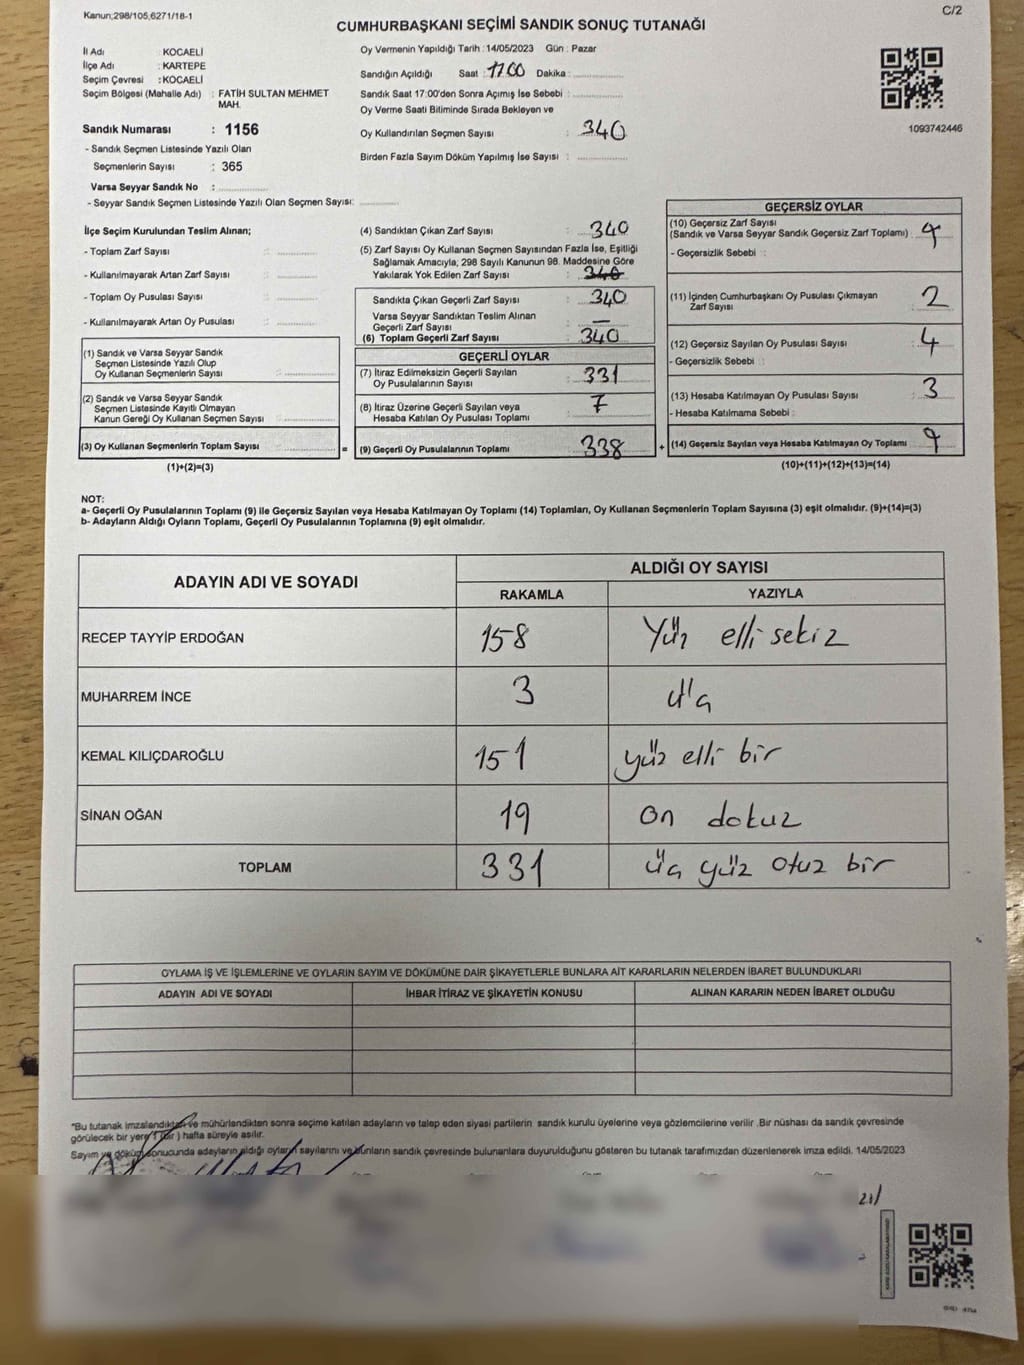 Kanun;298/105,6271/18-1
C/2
CUMHURBAŞKANI SEÇİMİ SANDIK SONUÇ TUTANAĞI
İl Adı : KOCAELİ
İlçe Adı : KARTEPE
Seçim Çevresi : KOCAELİ
Seçim Bölgesi (Mahalle Adı) : FATİH SULTAN MEHMET
MAH.
Sandık Numarası : 1156
- Sandık Seçmen Listesinde Yazılı Olan
Seçmenlerin Sayısı : 365
Varsa Seyyar Sandık No :
- Seyyar Sandık Seçmen Listesinde Yazılı Olan Seçmen Sayısı:
Oy Vermenin Yapıldığı Tarih : 14/05/2023 Gün : Pazar
Sandığın Açıldığı Saat : 17.00 Dakika :
Sandık Saat 17:00'den Sonra Açımış İse Sebebi :
Oy Verme Saati Bitiminde Sırada Bekleyen ve
Oy Kullandırılan Seçmen Sayısı : 340
Birden Fazla Sayım Döküm Yapılmış İse Sayısı :
1093742446
İlçe Seçim Kurulundan Teslim Alınan;
- Toplam Zarf Sayısı :
- Kullanılmayarak Artan Zarf Sayısı :
- Toplam Oy Pusulası Sayısı :
- Kullanılmayarak Artan Oy Pusulası :
(1) Sandık ve Varsa Seyyar Sandık
Seçmen Listesinde Yazılı Olup
Oy Kullanan Seçmenlerin Sayısı :
(2) Sandık ve Varsa Seyyar Sandık
Seçmen Listesinde Kayıtlı Olmayan
Kanun Gereği Oy Kullanan Seçmen Sayısı :
(3) Oy Kullanan Seçmenlerin Toplam Sayısı =
(1)+(2)=(3)
(4) Sandıktan Çıkan Zarf Sayısı : 340
(5) Zarf Sayısı Oy Kullanan Seçmen Sayısından Fazla İse, Eşitliği
Sağlamak Amacıyla, 298 Sayılı Kanunun 98. Maddesine Göre
Yakılarak Yok Edilen Zarf Sayısı : 340
Sandıkta Çıkan Geçerli Zarf Sayısı : 340
Varsa Seyyar Sandıktan Teslim Alınan
Geçerli Zarf Sayısı : —
(6) Toplam Geçerli Zarf Sayısı : 340
GEÇERLİ OYLAR
(7) İtiraz Edilmeksizin Geçerli Sayılan
Oy Pusulalarının Sayısı : 331
(8) İtiraz Üzerine Geçerli Sayılan veya
Hesaba Katılan Oy Pusulası Toplamı : 7
(9) Geçerli Oy Pusulalarının Toplamı : 338 +
GEÇERSİZ OYLAR
(10) Geçersiz Zarf Sayısı
(Sandık ve Varsa Seyyar Sandık Geçersiz Zarf Toplamı) : 9
- Geçersizlik Sebebi :
(11) İçinden Cumhurbaşkanı Oy Pusulası Çıkmayan
Zarf Sayısı : 2
(12) Geçersiz Sayılan Oy Pusulası Sayısı : 4
- Geçersizlik Sebebi :
(13) Hesaba Katılmayan Oy Pusulası Sayısı : 3
- Hesaba Katılmama Sebebi :
(14) Geçersiz Sayılan veya Hesaba Katılmayan Oy Toplamı : 9
(10)+(11)+(12)+(13)=(14)
NOT:
a- Geçerli Oy Pusulalarının Toplamı (9) ile Geçersiz Sayılan veya Hesaba Katılmayan Oy Toplamı (14) Toplamları, Oy Kullanan Seçmenlerin Toplam Sayısına (3) eşit olmalıdır. (9)+(14)=(3)
b- Adayların Aldığı Oyların Toplamı, Geçerli Oy Pusulalarının Toplamına (9) eşit olmalıdır.
ADAYIN ADI VE SOYADI
ALDIĞI OY SAYISI
RAKAMLA YAZIYLA
RECEP TAYYİP ERDOĞAN 158 Yüz elli sekiz
MUHARREM İNCE 3 üç
KEMAL KILIÇDAROĞLU 151 yüz elli bir
SİNAN OĞAN 19 on dokuz
TOPLAM 331 üç yüz otuz bir
OYLAMA İŞ VE İŞLEMLERİNE VE OYLARIN SAYIM VE DÖKÜMÜNE DAİR ŞİKAYETLERLE BUNLARA AİT KARARLARIN NELERDEN İBARET BULUNDUKLARI
ADAYIN ADI VE SOYADI İHBAR İTİRAZ VE ŞİKAYETİN KONUSU ALINAN KARARIN NEDEN İBARET OLDUĞU
"Bu tutanak imzalandıktan ve mühürlendikten sonra seçime katılan adayların ve talep eden siyasi partilerin sandık kurulu üyelerine veya gözlemcilerine verilir .Bir nüshası da sandık çevresinde
görülecek bir yere 1 (bir ) hafta süreyle asılır.
Sayım ve döküm sonucunda adayların aldığı oyların sayılarını ve bunların sandık çevresinde bulunanlara duyurulduğunu gösteren bu tutanak tarafımızdan düzenlenerek imza edildi. 14/05/2023